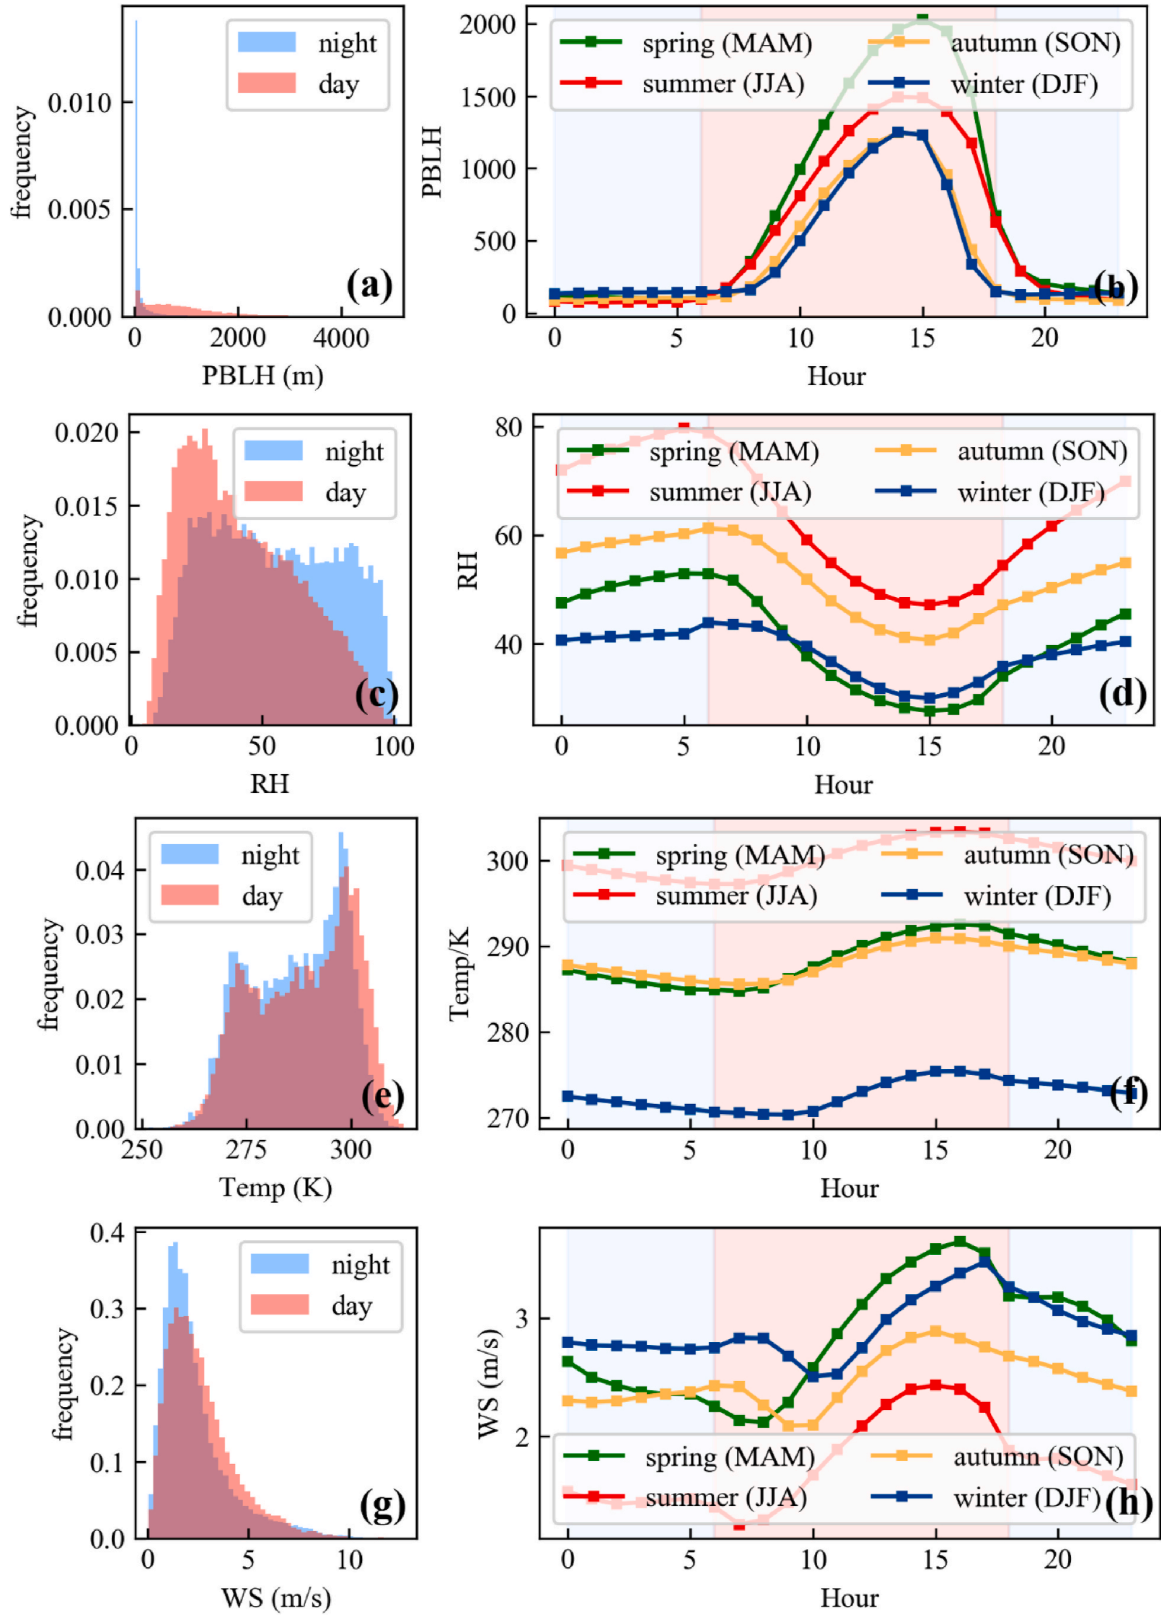 night
day
0.010
0.005
0.000
frequency
0
2000
4000
PBLH (m)
(a)
spring (MAM)
summer (JJA)
autumn (SON)
winter (DJF)
2000
1500
1000
500
0
PBLH
0
5
10
15
20
Hour
(b)
night
day
0.020
0.015
0.010
0.005
0.000
frequency
0
50
100
RH
(c)
spring (MAM)
summer (JJA)
autumn (SON)
winter (DJF)
80
60
40
RH
0
5
10
15
20
Hour
(d)
night
day
0.04
0.03
0.02
0.01
0.00
frequency
250
275
300
Temp (K)
(e)
spring (MAM)
summer (JJA)
autumn (SON)
winter (DJF)
300
290
280
270
Temp/K
0
5
10
15
20
Hour
(f)
night
day
0.4
0.3
0.2
0.1
0.0
frequency
0
5
10
WS (m/s)
(g)
spring (MAM)
summer (JJA)
autumn (SON)
winter (DJF)
3
2
WS (m/s)
0
5
10
15
20
Hour
(h)